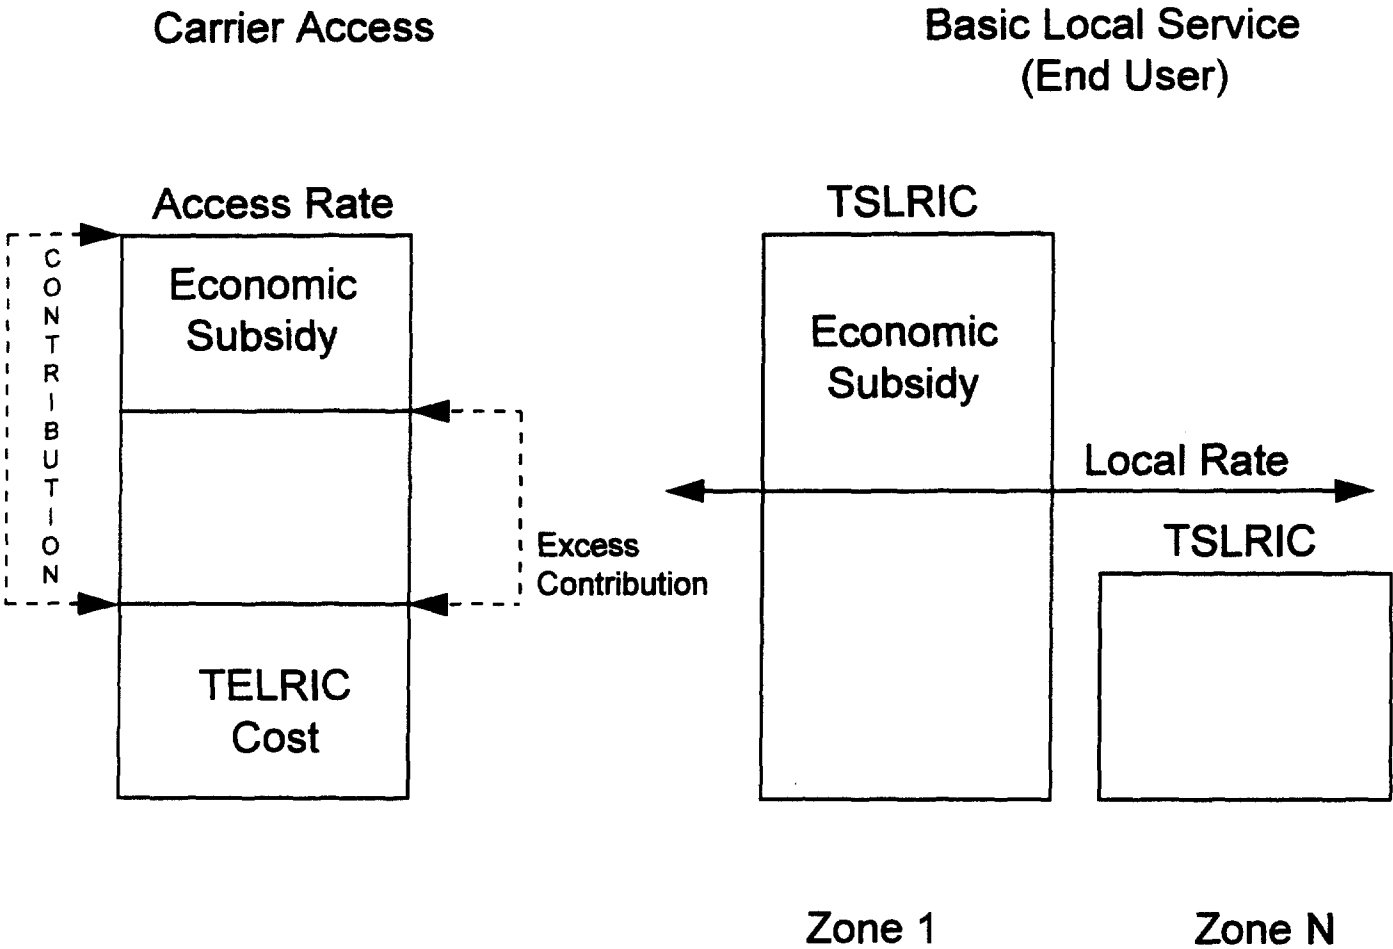 Carrier Access
Access Rate
CONTRIBUTION
Economic
Subsidy
Excess
Contribution
TELRIC
Cost
Basic Local Service
(End User)
TSLRIC
Economic
Subsidy
Local Rate
TSLRIC
Zone 1
Zone N